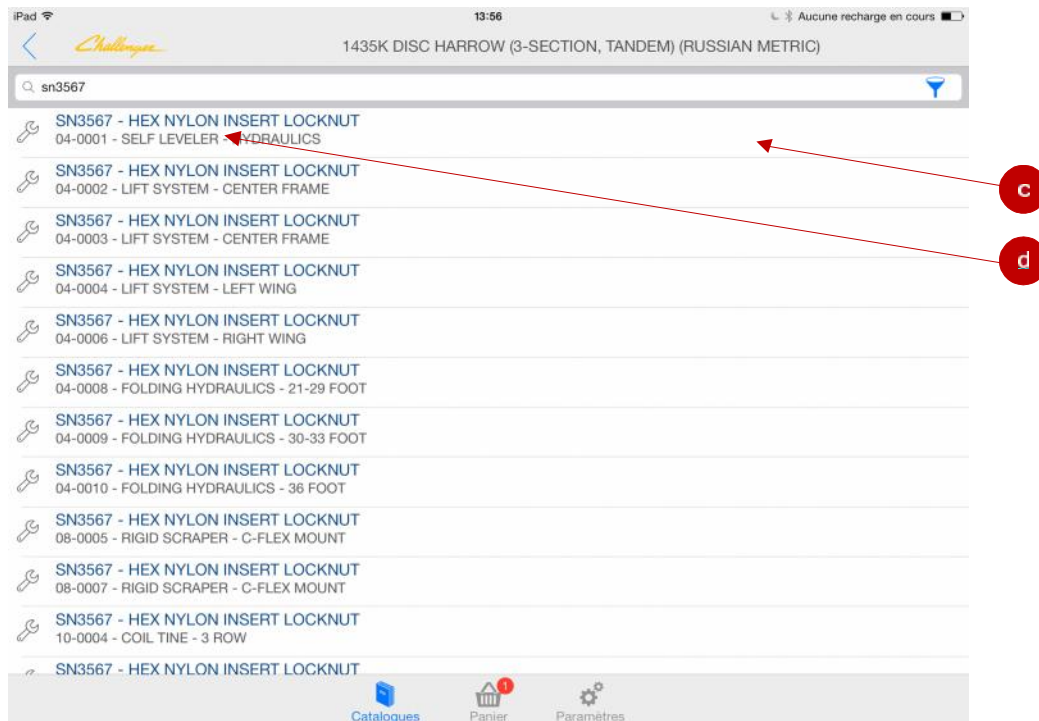 iPad 13:56 Aucune recharge en cours
Challenger 1435K DISC HARROW (3-SECTION, TANDEM) (RUSSIAN METRIC)
sn3567
SN3567 - HEX NYLON INSERT LOCKNUT
04-0001 - SELF LEVELER - HYDRAULICS
SN3567 - HEX NYLON INSERT LOCKNUT
04-0002 - LIFT SYSTEM - CENTER FRAME
c
SN3567 - HEX NYLON INSERT LOCKNUT
04-0003 - LIFT SYSTEM - CENTER FRAME
d
SN3567 - HEX NYLON INSERT LOCKNUT
04-0004 - LIFT SYSTEM - LEFT WING
SN3567 - HEX NYLON INSERT LOCKNUT
04-0006 - LIFT SYSTEM - RIGHT WING
SN3567 - HEX NYLON INSERT LOCKNUT
04-0008 - FOLDING HYDRAULICS - 21-29 FOOT
SN3567 - HEX NYLON INSERT LOCKNUT
04-0009 - FOLDING HYDRAULICS - 30-33 FOOT
SN3567 - HEX NYLON INSERT LOCKNUT
04-0010 - FOLDING HYDRAULICS - 36 FOOT
SN3567 - HEX NYLON INSERT LOCKNUT
08-0005 - RIGID SCRAPER - C-FLEX MOUNT
SN3567 - HEX NYLON INSERT LOCKNUT
08-0007 - RIGID SCRAPER - C-FLEX MOUNT
SN3567 - HEX NYLON INSERT LOCKNUT
10-0004 - COIL TINE - 3 ROW
SN3567 - HEX NYLON INSERT LOCKNUT
1
Catalogues Panier Paramètres